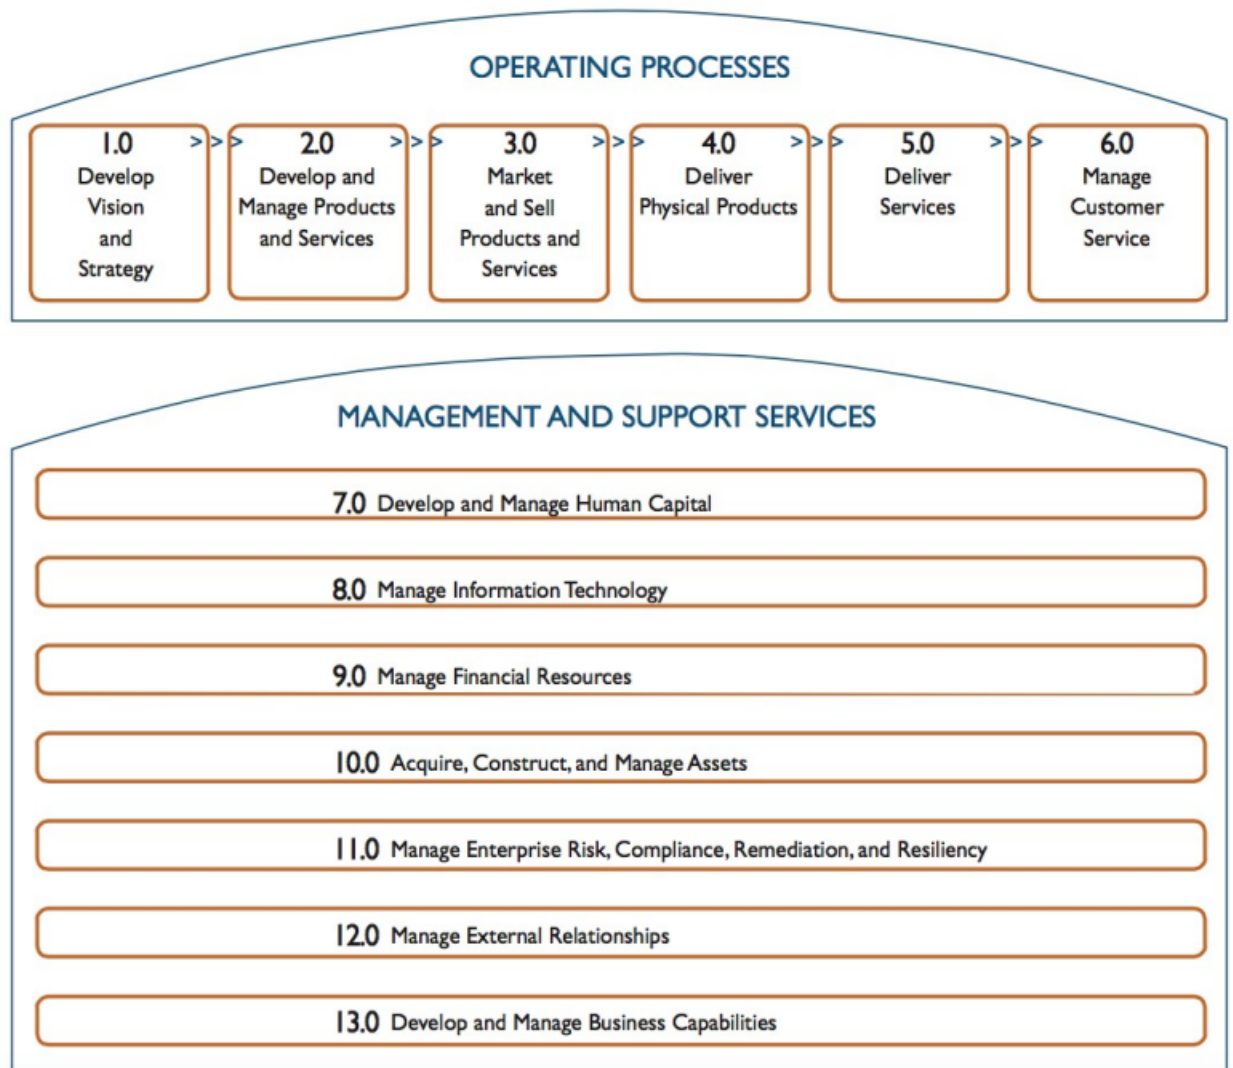 OPERATING PROCESSES
1.0 >>>
Develop
Vision
and
Strategy
2.0 >>>
Develop and
Manage Products
and Services
3.0 >>>
Market
and Sell
Products and
Services
4.0 >>>
Deliver
Physical Products
5.0 >>>
Deliver
Services
6.0
Manage
Customer
Service
MANAGEMENT AND SUPPORT SERVICES
7.0 Develop and Manage Human Capital
8.0 Manage Information Technology
9.0 Manage Financial Resources
10.0 Acquire, Construct, and Manage Assets
11.0 Manage Enterprise Risk, Compliance, Remediation, and Resiliency
12.0 Manage External Relationships
13.0 Develop and Manage Business Capabilities